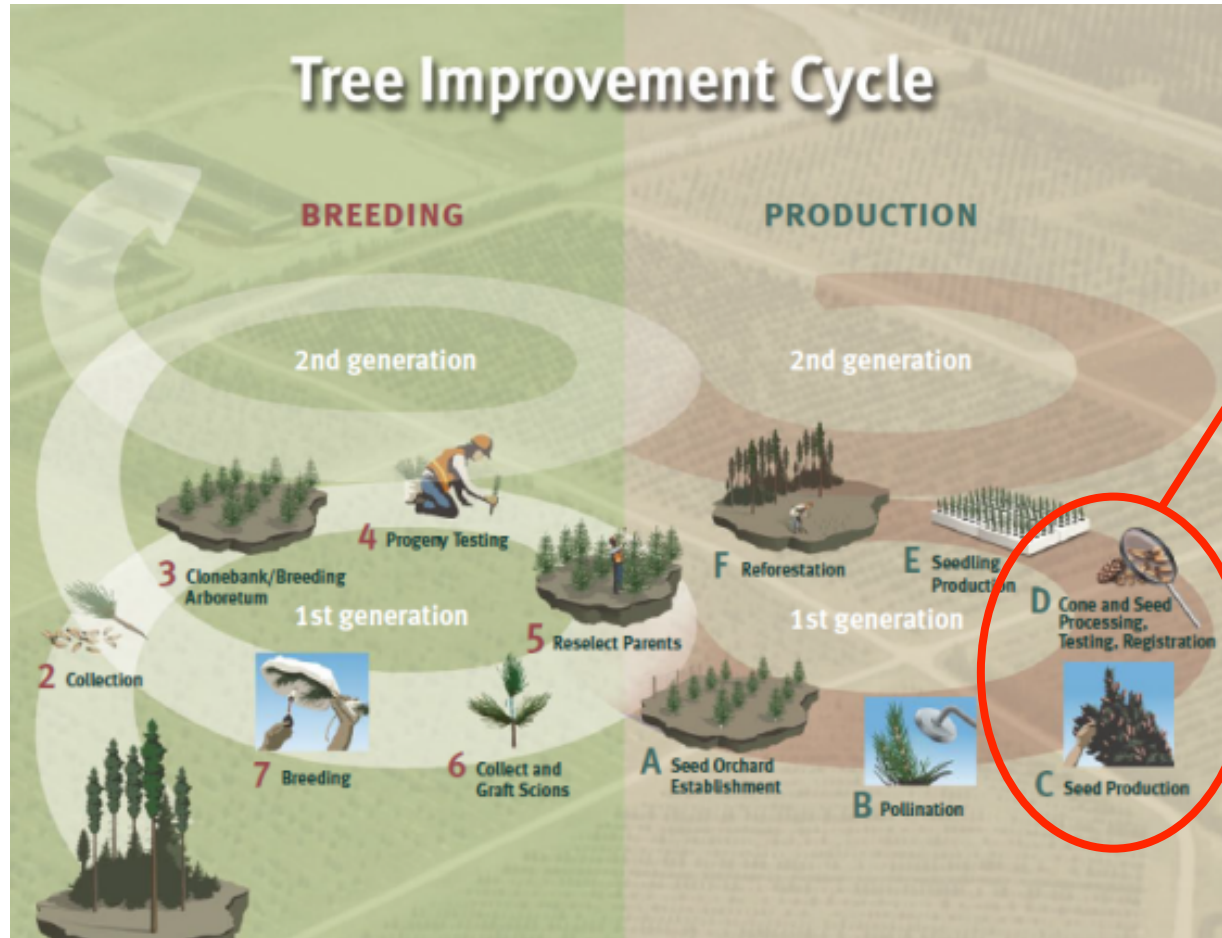 Tree Improvement Cycle
BREEDING
PRODUCTION
2nd generation
2nd generation
4 Progeny Testing
3 Clonebank/Breeding
Arboretum
F Reforestation
E Seedling
Production
D Cone and Seed
Processing,
Testing, Registration
1st generation
1st generation
5 Reselect Parents
2 Collection
7 Breeding
6 Collect and
Graft Scions
A Seed Orchard
Establishment
B Pollination
C Seed Production